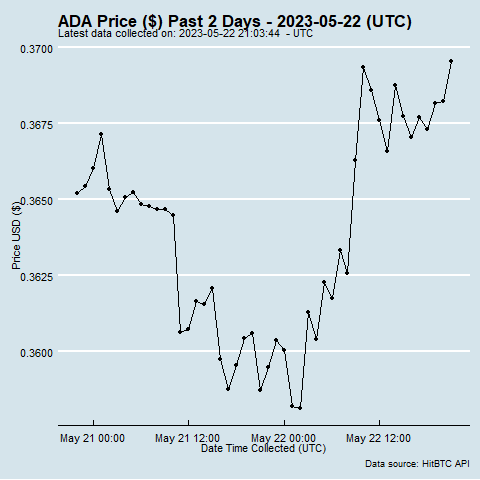 ADA Price ($) Past 2 Days - 2023-05-22 (UTC)
Latest data collected on: 2023-05-22 21:03:44 - UTC
0.3700
0.3675
0.3650
0.3625
0.3600
Price USD ($)
May 21 00:00 May 21 12:00 May 22 00:00 May 22 12:00
Date Time Collected (UTC)
Data source: HitBTC API